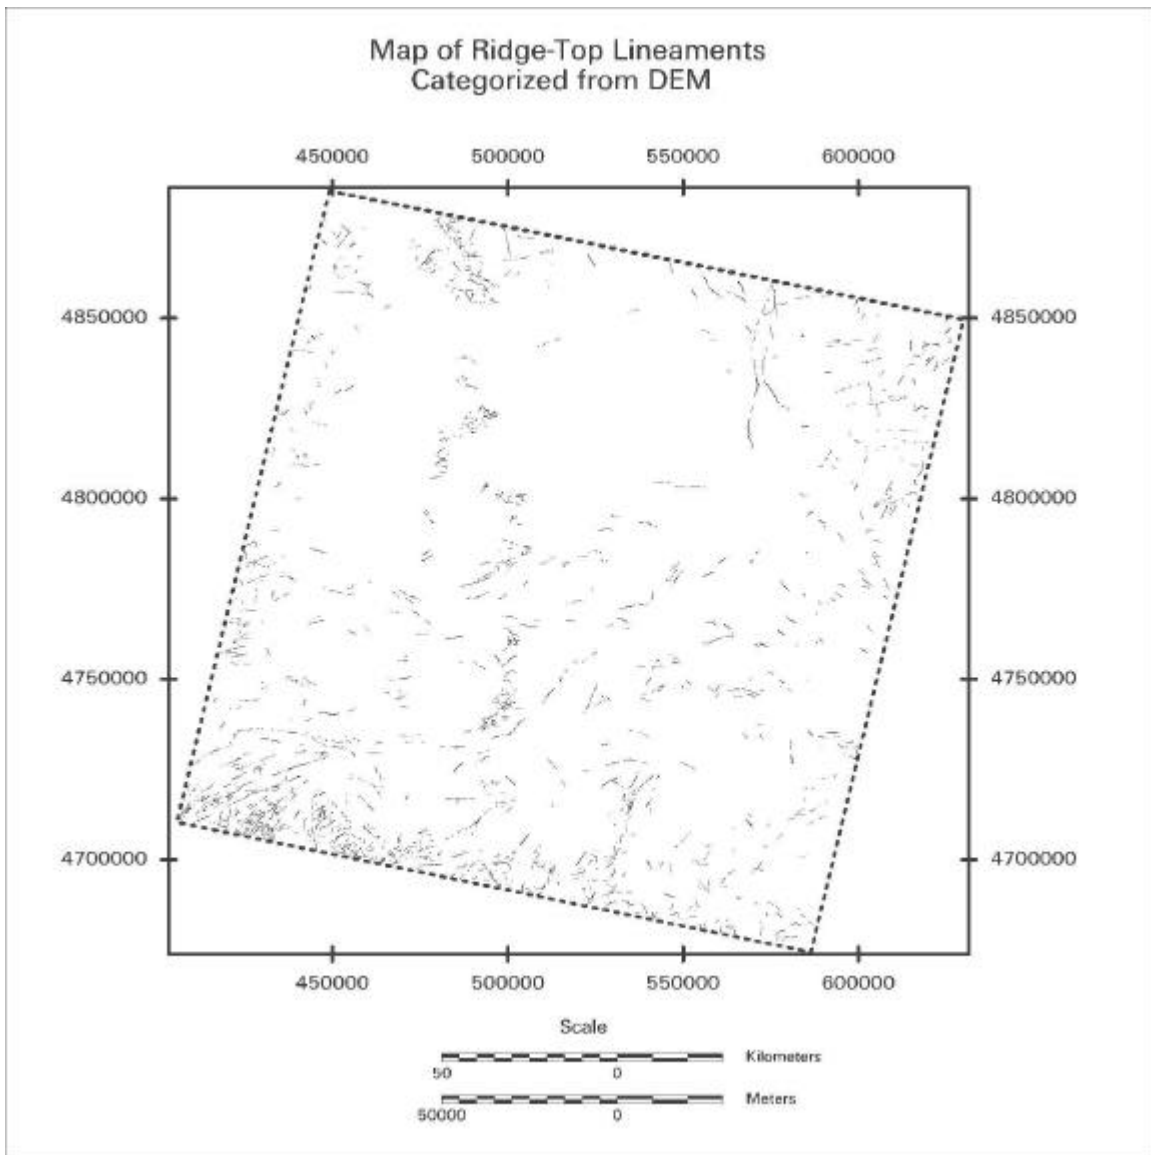 Map of Ridge-Top Lineaments
Categorized from DEM
450000 500000 550000 600000
4850000 4850000
4800000 4800000
4750000 4750000
4700000 4700000
450000 500000 550000 600000
Scale
Kilometers
50 0
Meters
50000 0